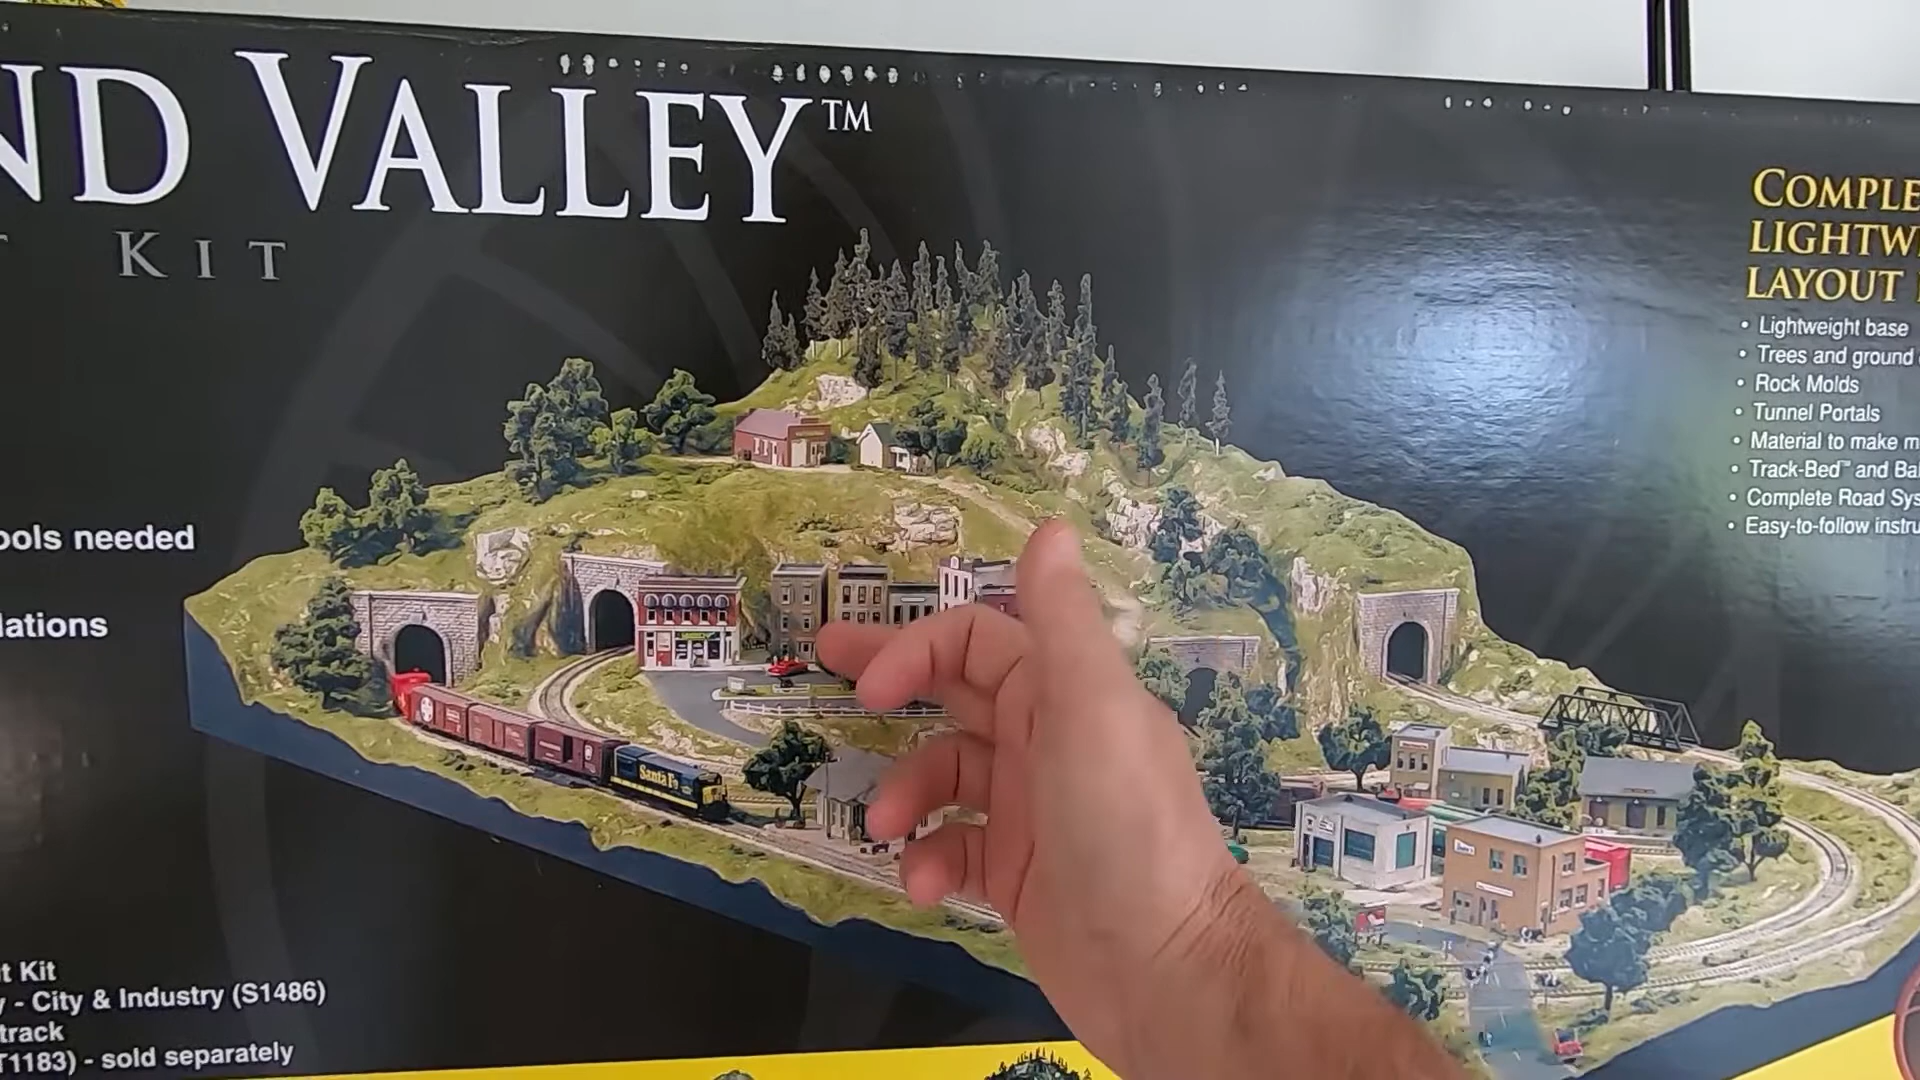 ND VALLEY™
T KIT
COMPLE
LIGHTW
LAYOUT
• Lightweight base
• Trees and ground
• Rock Molds
• Tunnel Portals
• Material to make m
• Track-Bed™ and Bal
• Complete Road Sys
• Easy-to-follow instru
ools needed
lations
Santa Fe
t Kit
y - City & Industry (S1486)
track
T1183) - sold separately